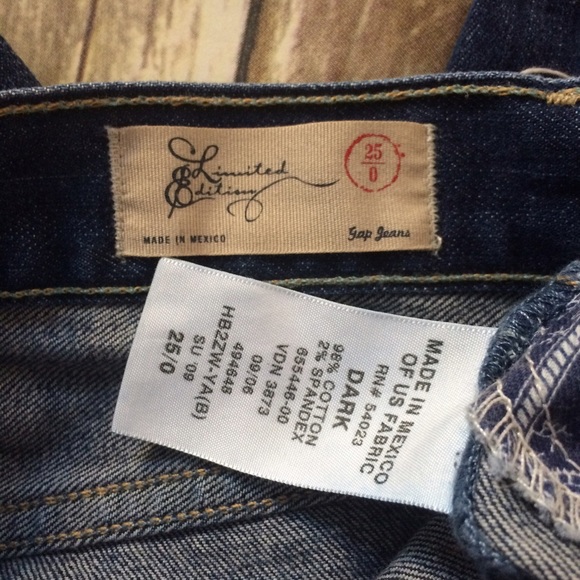 Limited
Edition
25
0
MADE IN MEXICO
Gap Jeans
MADE IN MEXICO
OF US FABRIC
RN# 54023
DARK
98% COTTON
2% SPANDEX
655446-00
VDN 3873
09/06
494648
HB2ZW-YA(B)
SU '09
25/0